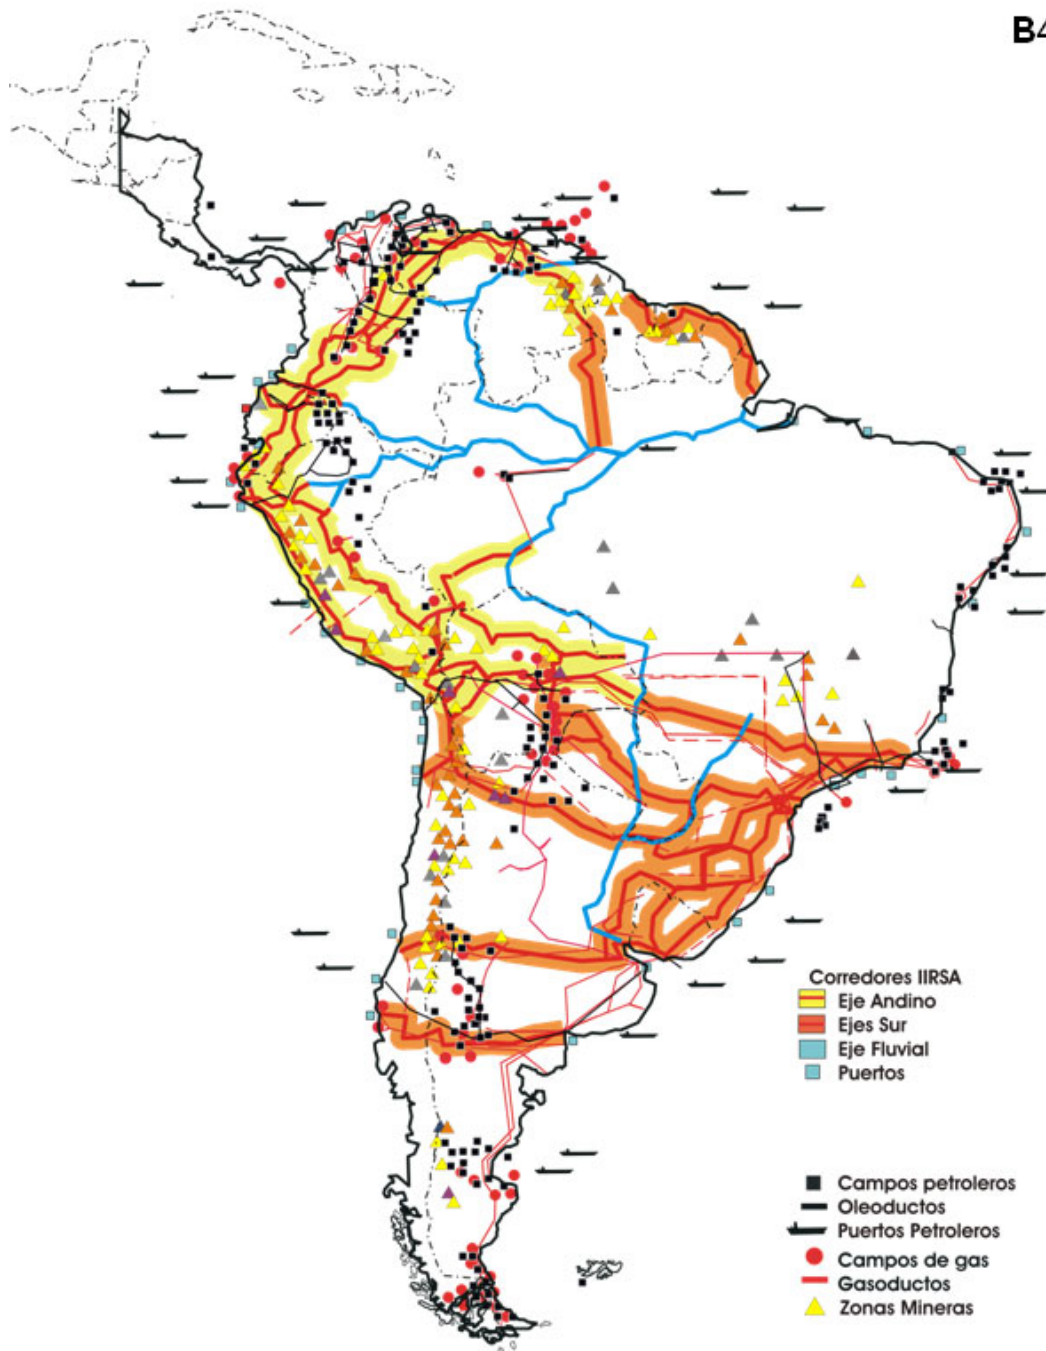 B4
Corredores IIRSA
Eje Andino
Ejes Sur
Eje Fluvial
Puertos
Campos petroleros
Oleoductos
Puertos Petroleros
Campos de gas
Gasoductos
Zonas Mineras